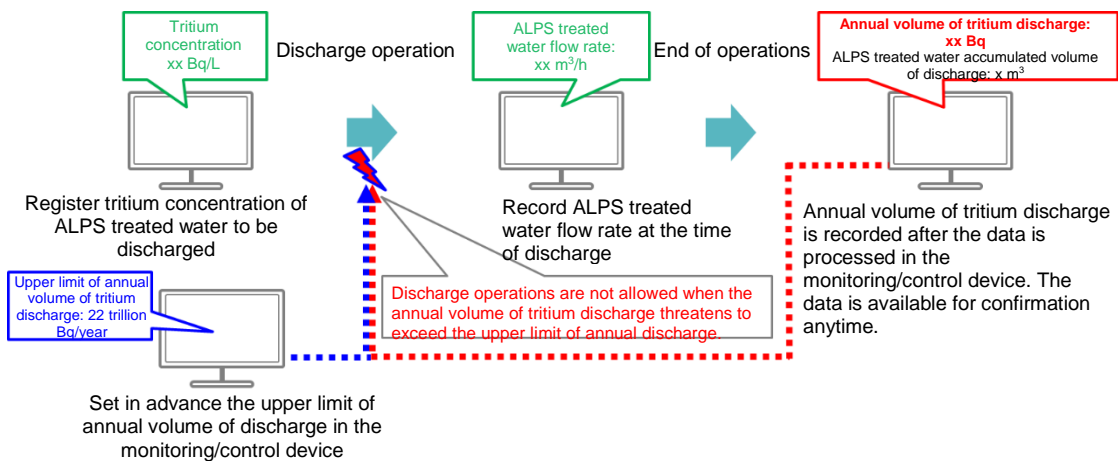 Tritium
concentration
xx Bq/L
Discharge operation
ALPS treated
water flow rate:
xx m³/h
End of operations
Annual volume of tritium discharge:
xx Bq
ALPS treated water accumulated volume
of discharge: x m³
Register tritium concentration of
ALPS treated water to be
discharged
Record ALPS treated
water flow rate at the time
of discharge
Annual volume of tritium discharge
is recorded after the data is
processed in the
monitoring/control device. The
data is available for confirmation
anytime.
Upper limit of annual
volume of tritium
discharge: 22 trillion
Bq/year
Discharge operations are not allowed when the
annual volume of tritium discharge threatens to
exceed the upper limit of annual discharge.
Set in advance the upper limit of
annual volume of discharge in the
monitoring/control device